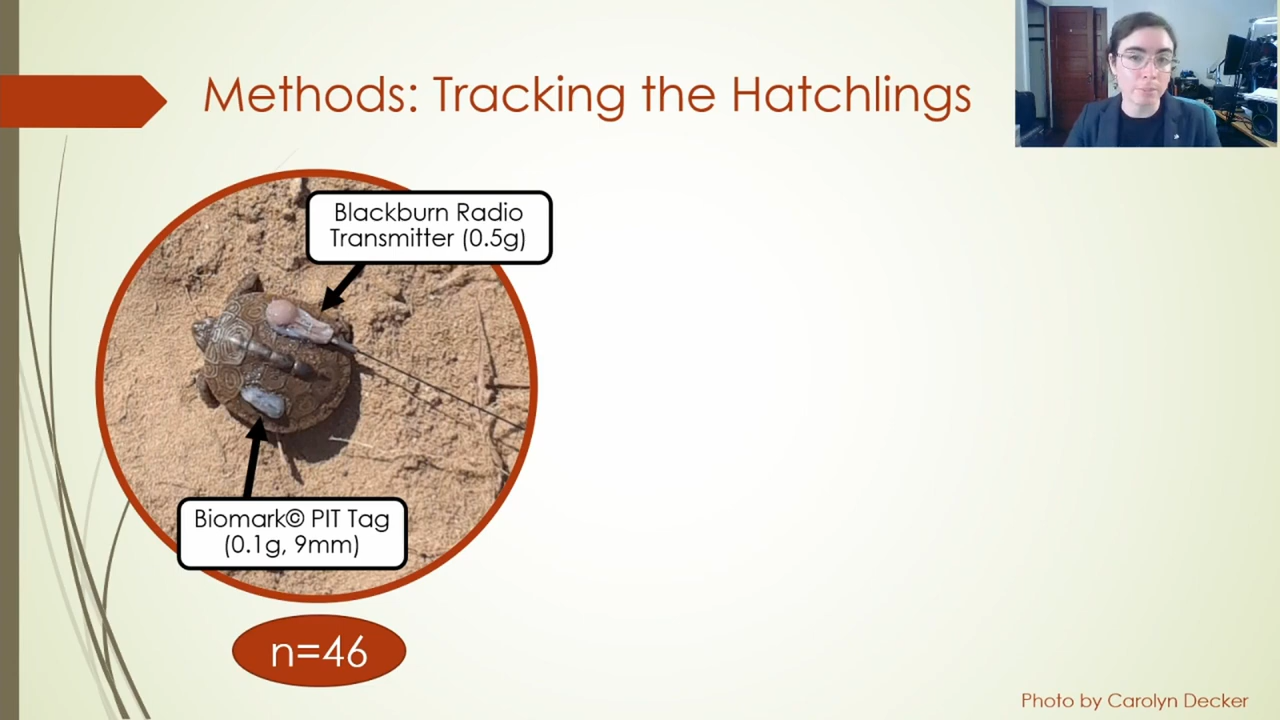 Methods: Tracking the Hatchlings
Blackburn Radio
Transmitter (0.5g)
Biomark© PIT Tag
(0.1g, 9mm)
n=46
Photo by Carolyn Decker